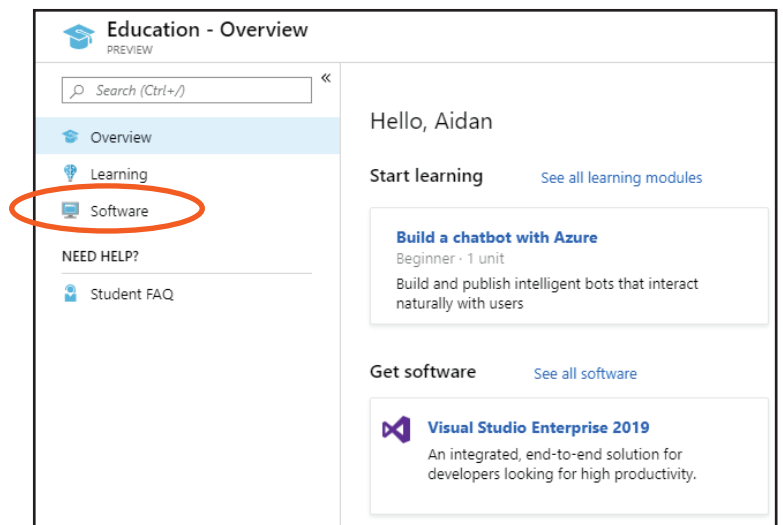 Education - Overview
PREVIEW
Search (Ctrl+/)
«
Overview
Learning
Software
NEED HELP?
Student FAQ
Hello, Aidan
Start learning
See all learning modules
Build a chatbot with Azure
Beginner · 1 unit
Build and publish intelligent bots that interact
naturally with users
Get software
See all software
Visual Studio Enterprise 2019
An integrated, end-to-end solution for
developers looking for high productivity.